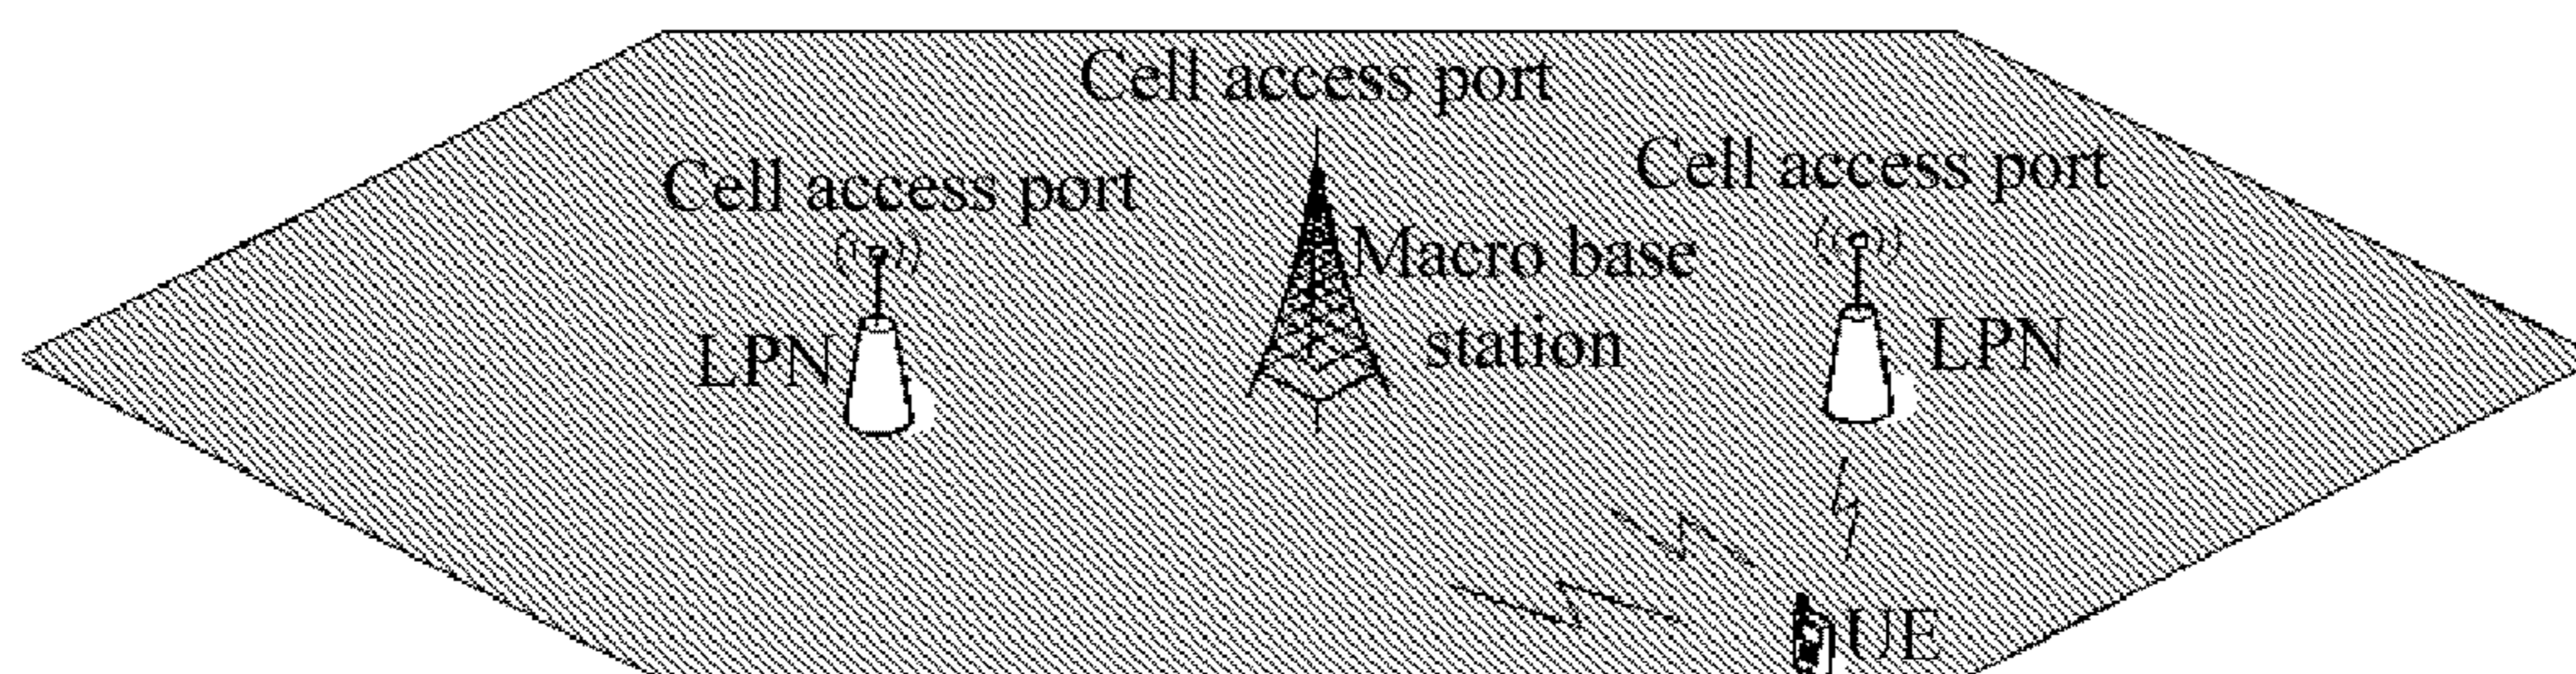 Cell access port
Cell access port
Cell access port
Macro base
station
LPN
LPN
UE